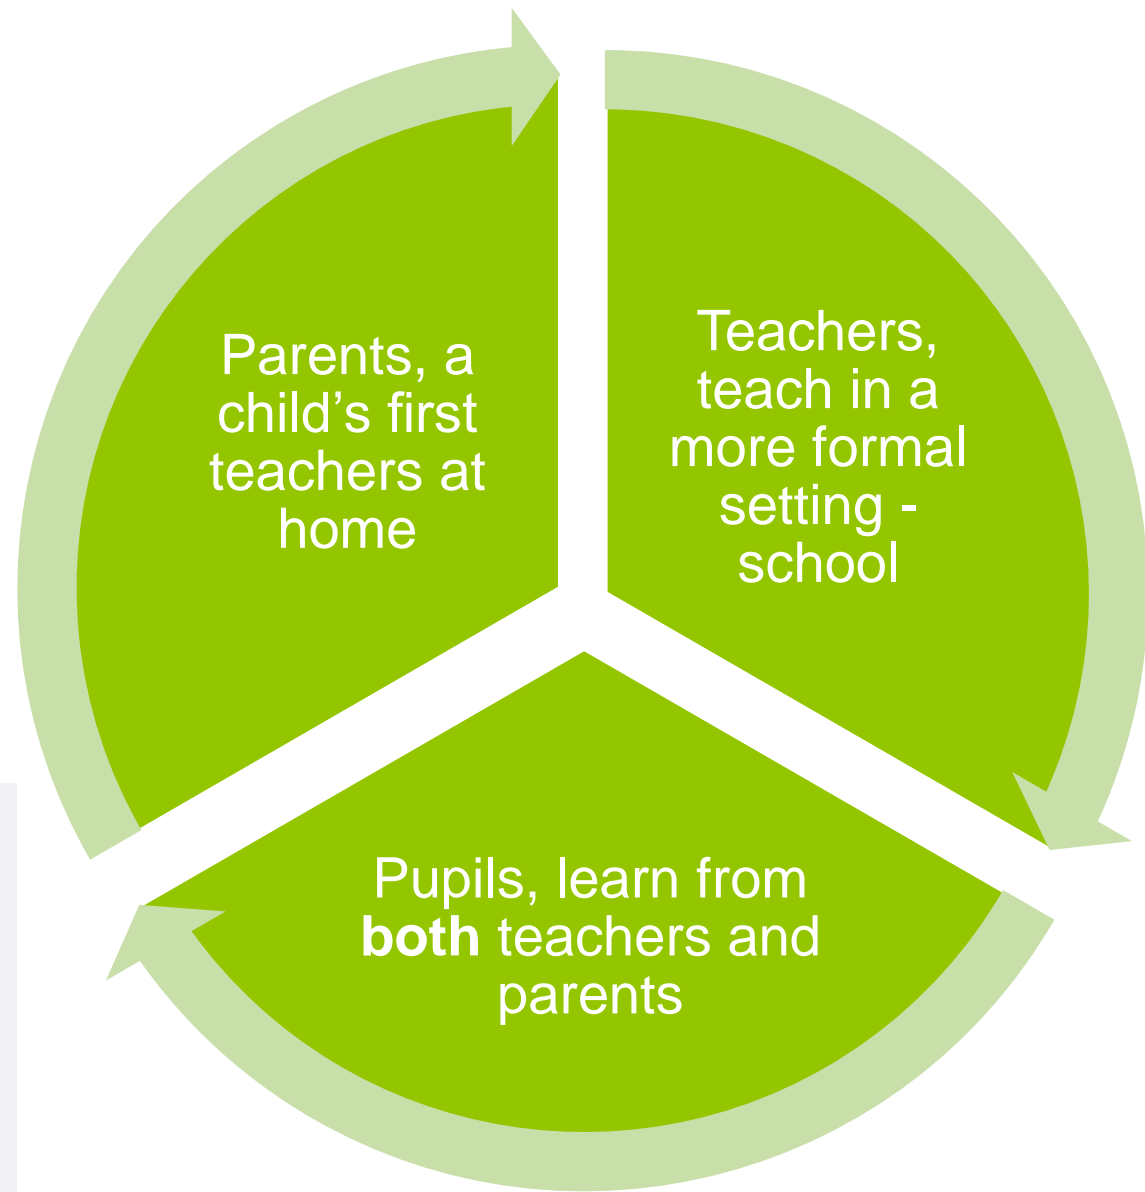 Parents, a
child’s first
teachers at
home
Teachers,
teach in a
more formal
setting -
school
Pupils, learn from
both teachers and
parents